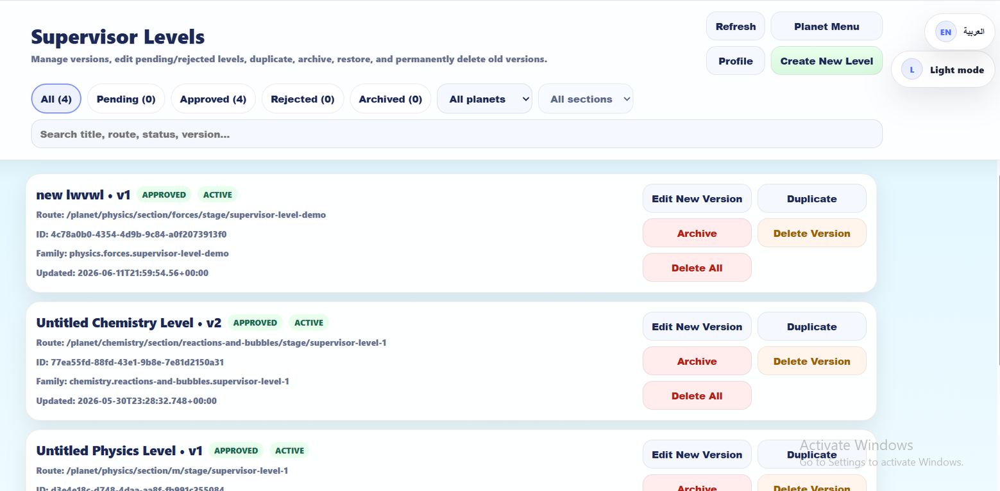 Supervisor Levels
Manage versions, edit pending/rejected levels, duplicate, archive, restore, and permanently delete old versions.
Refresh
Planet Menu
Profile
Create New Level
EN العربية
L Light mode
All (4)
Pending (0)
Approved (4)
Rejected (0)
Archived (0)
All planets
All sections
Search title, route, status, version...
new lwvwl • v1 APPROVED ACTIVE
Route: /planet/physics/section/forces/stage/supervisor-level-demo
ID: 4c78a0b0-4354-4d9b-9c84-a0f2073913f0
Family: physics.forces.supervisor-level-demo
Updated: 2026-06-11T21:59:54.56+00:00
Edit New Version
Duplicate
Archive
Delete Version
Delete All
Untitled Chemistry Level • v2 APPROVED ACTIVE
Route: /planet/chemistry/section/reactions-and-bubbles/stage/supervisor-level-1
ID: 77ea55fd-88fd-43e1-9b8e-7e81d2150a31
Family: chemistry.reactions-and-bubbles.supervisor-level-1
Updated: 2026-05-30T23:28:32.748+00:00
Edit New Version
Duplicate
Archive
Delete Version
Delete All
Untitled Physics Level • v1 APPROVED ACTIVE
Route: /planet/physics/section/m/stage/supervisor-level-1
ID: d3e4e18c-d748-4daa-aa8f-fb991c255084
Edit New Version
Duplicate
Archive
Delete Version
Activate Windows
Go to Settings to activate Windows.